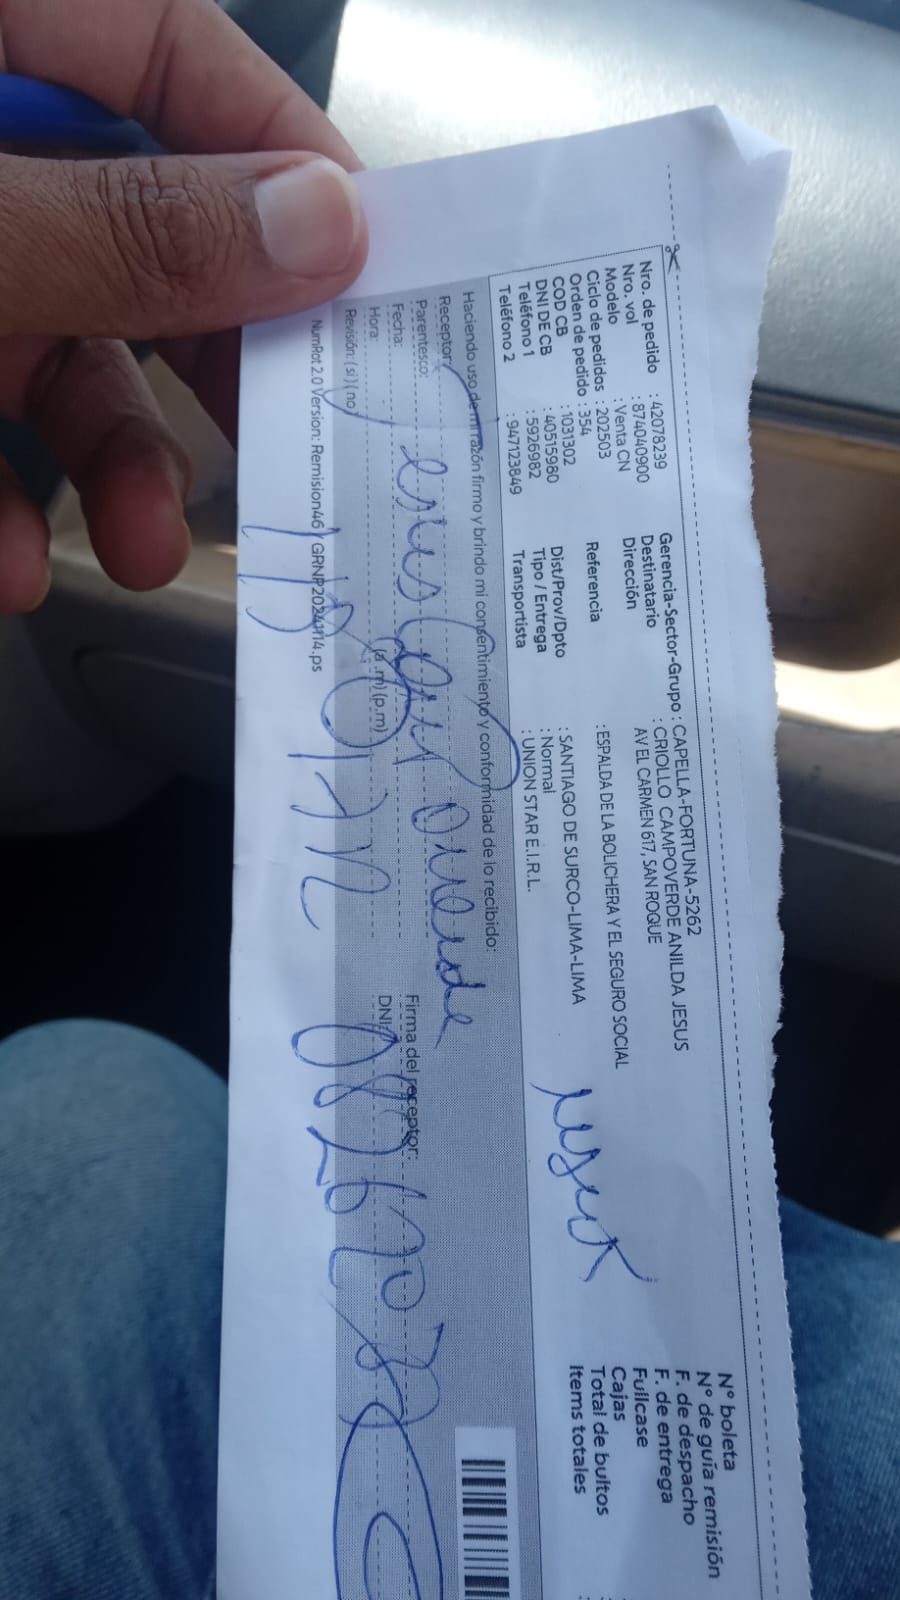 Nro. de pedido : 42078239
Nro. vol : 874040900
Modelo : Venta CN
Ciclo de pedidos : 202503
Orden de pedido : 354
COD CB : 1031302
DNI DE CB : 40515980
Teléfono 1 : 5926982
Teléfono 2 : 947123849
Gerencia-Sector-Grupo : CAPELLA-FORTUNA-5262
Destinatario : CRIOLLO CAMPOVERDE ANILDA JESUS
Dirección AV EL CARMEN 617, SAN ROQUE
Referencia : ESPALDA DE LA BOLICHERA Y EL SEGURO SOCIAL
Dist/Prov/Dpto : SANTIAGO DE SURCO-LIMA-LIMA
Tipo / Entrega : Normal
Transportista : UNION STAR E.I.R.L.
N° boleta
N° de guía remisión
F. de despacho
F. de entrega
Fullcase
Cajas
Total de bultos
Items totales
Haciendo uso de mi razón firmo y brindo mi consentimiento y conformidad de lo recibido:
Receptor:
Parentesco:
Fecha:
Hora: (a.m) (p.m)
Revisión: ( si ) ( no )
Firma del receptor:
DNI:
NumRot 2.0 Version: Remision46 / GRNP20241114.ps